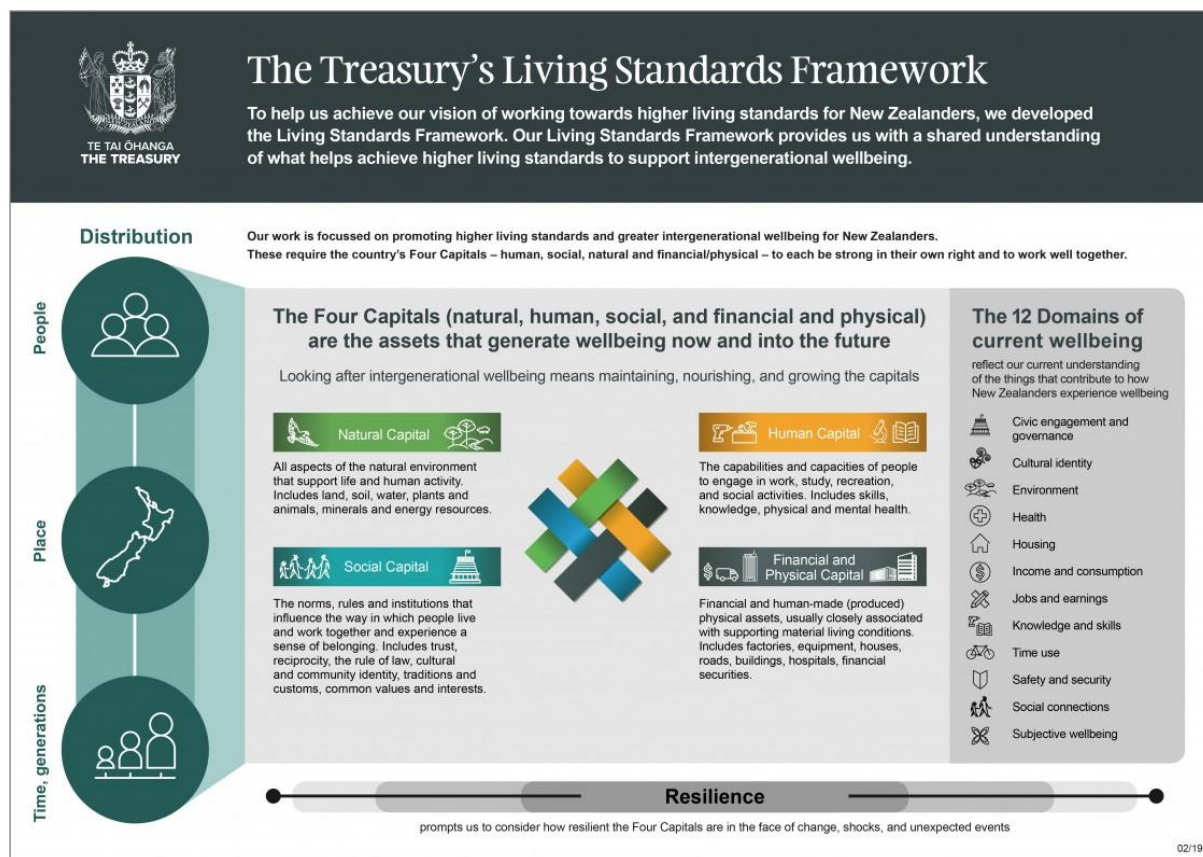 The Treasury's Living Standards Framework
To help us achieve our vision of working towards higher living standards for New Zealanders, we developed
the Living Standards Framework. Our Living Standards Framework provides us with a shared understanding
of what helps achieve higher living standards to support intergenerational wellbeing.
TE TAI ŌHANGA
THE TREASURY
Distribution
People
Place
Time, generations
Our work is focussed on promoting higher living standards and greater intergenerational wellbeing for New Zealanders.
These require the country's Four Capitals – human, social, natural and financial/physical – to each be strong in their own right and to work well together.
The Four Capitals (natural, human, social, and financial and physical)
are the assets that generate wellbeing now and into the future
Looking after intergenerational wellbeing means maintaining, nourishing, and growing the capitals
Natural Capital
All aspects of the natural environment
that support life and human activity.
Includes land, soil, water, plants and
animals, minerals and energy resources.
Human Capital
The capabilities and capacities of people
to engage in work, study, recreation,
and social activities. Includes skills,
knowledge, physical and mental health.
Social Capital
The norms, rules and institutions that
influence the way in which people live
and work together and experience a
sense of belonging. Includes trust,
reciprocity, the rule of law, cultural
and community identity, traditions and
customs, common values and interests.
Financial and
Physical Capital
Financial and human-made (produced)
physical assets, usually closely associated
with supporting material living conditions.
Includes factories, equipment, houses,
roads, buildings, hospitals, financial
securities.
The 12 Domains of
current wellbeing
reflect our current understanding
of the things that contribute to how
New Zealanders experience wellbeing
Civic engagement and
governance
Cultural identity
Environment
Health
Housing
Income and consumption
Jobs and earnings
Knowledge and skills
Time use
Safety and security
Social connections
Subjective wellbeing
Resilience
prompts us to consider how resilient the Four Capitals are in the face of change, shocks, and unexpected events
02/19